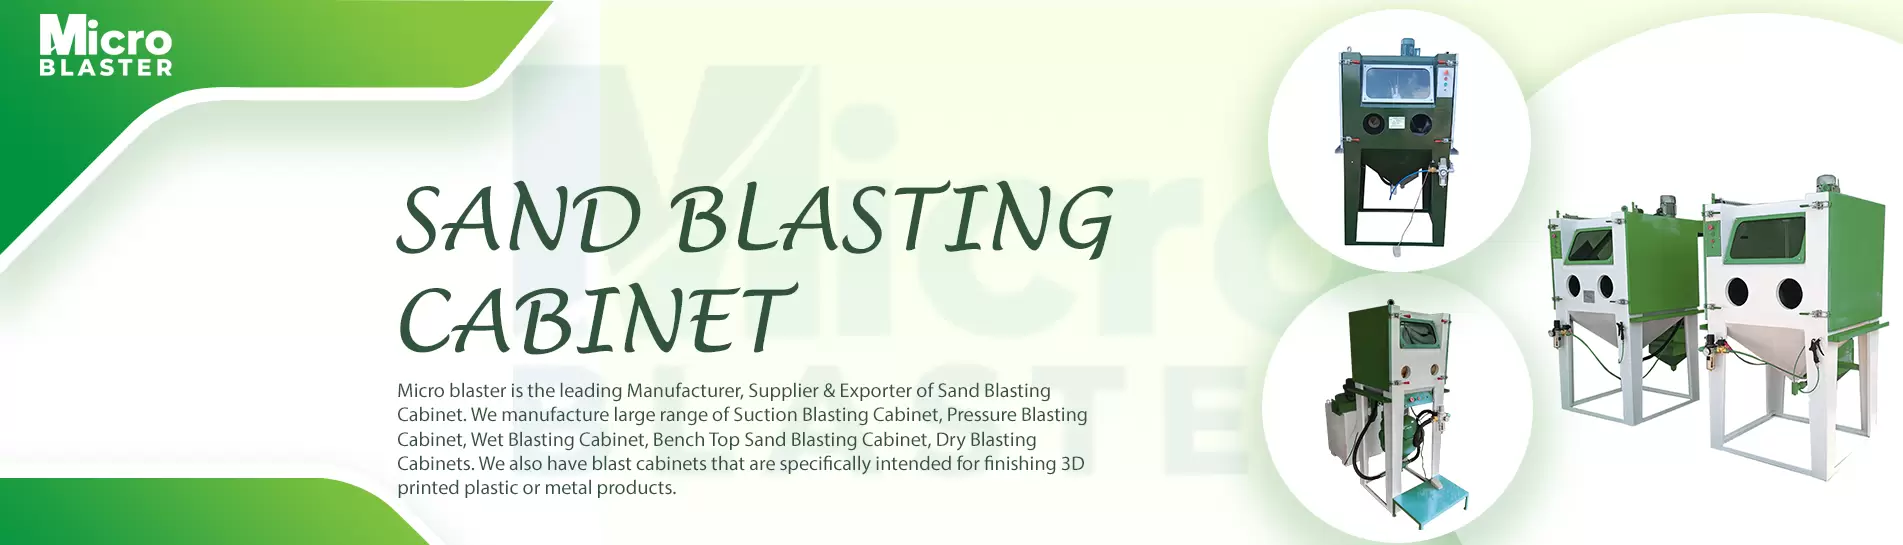 Micro
BLASTER
SAND BLASTING
CABINET
Micro blaster is the leading Manufacturer, Supplier & Exporter of Sand Blasting
Cabinet. We manufacture large range of Suction Blasting Cabinet, Pressure Blasting
Cabinet, Wet Blasting Cabinet, Bench Top Sand Blasting Cabinet, Dry Blasting
Cabinets. We also have blast cabinets that are specifically intended for finishing 3D
printed plastic or metal products.
Micro
BLASTE